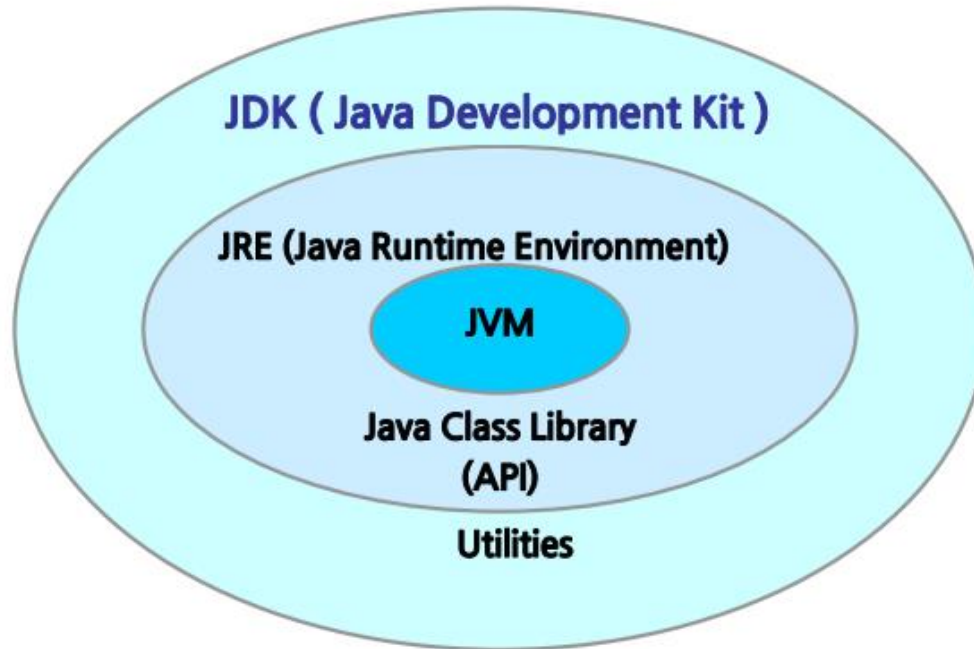 JDK ( Java Development Kit )
JRE (Java Runtime Environment)
JVM
Java Class Library
(API)
Utilities